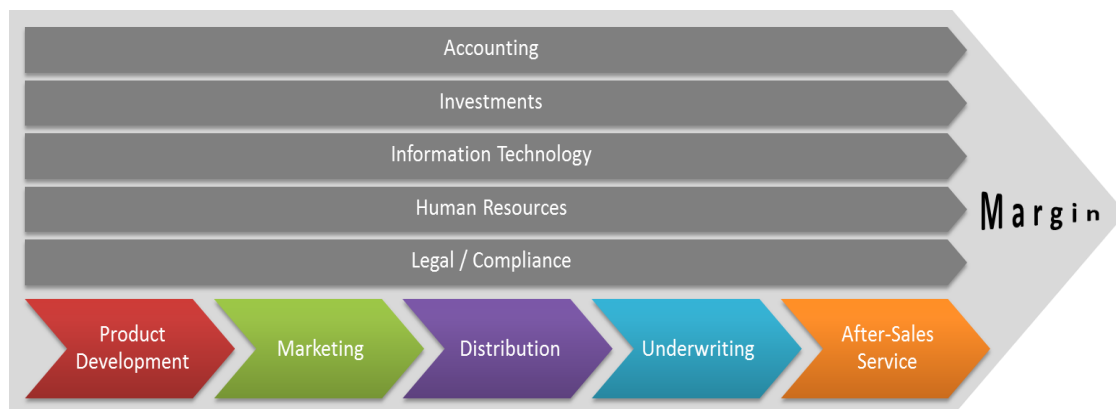 Accounting
Investments
Information Technology
Human Resources
Legal / Compliance
Margin
Product
Development
Marketing
Distribution
Underwriting
After-Sales
Service